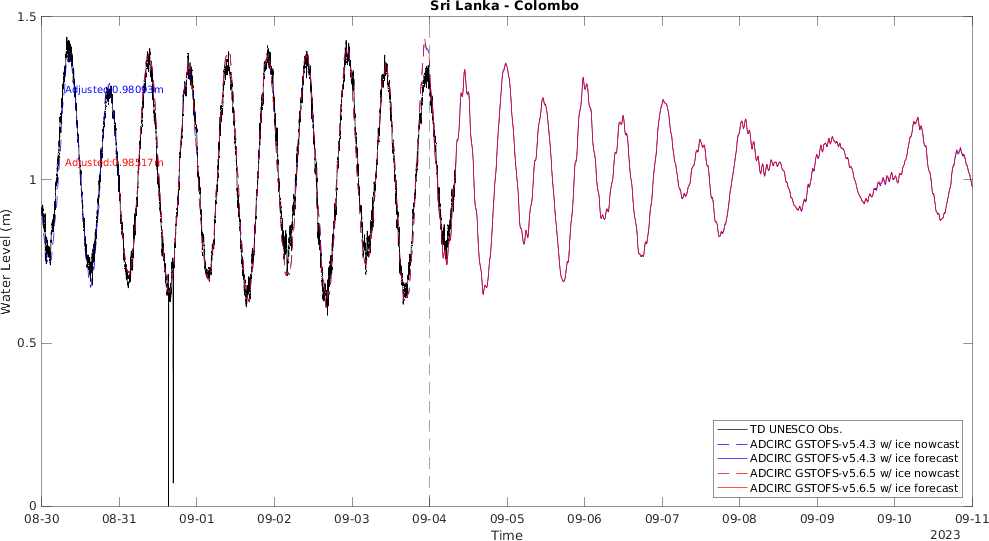 Sri Lanka - Colombo
1.5
Adjusted:0.98093m
Adjusted:0.98517m
1
0.5
0
Water Level (m)
TD UNESCO Obs.
ADCIRC GSTOFS-v5.4.3 w/ ice nowcast
ADCIRC GSTOFS-v5.4.3 w/ ice forecast
ADCIRC GSTOFS-v5.6.5 w/ ice nowcast
ADCIRC GSTOFS-v5.6.5 w/ ice forecast
08-30 08-31 09-01 09-02 09-03 09-04 09-05 09-06 09-07 09-08 09-09 09-10 09-11
Time
2023